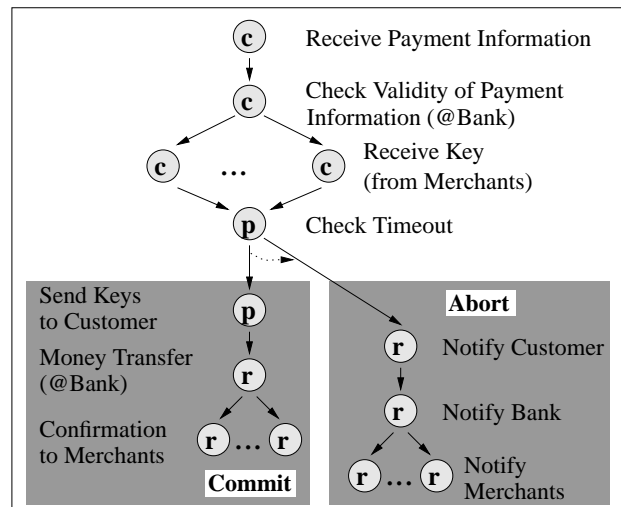 c Receive Payment Information
c Check Validity of Payment
Information (@Bank)
c ... c Receive Key
(from Merchants)
p Check Timeout
Send Keys
to Customer
p
Money Transfer
(@Bank)
r
Confirmation
to Merchants
r ... r
Commit
Abort
r Notify Customer
r Notify Bank
r ... r Notify
Merchants